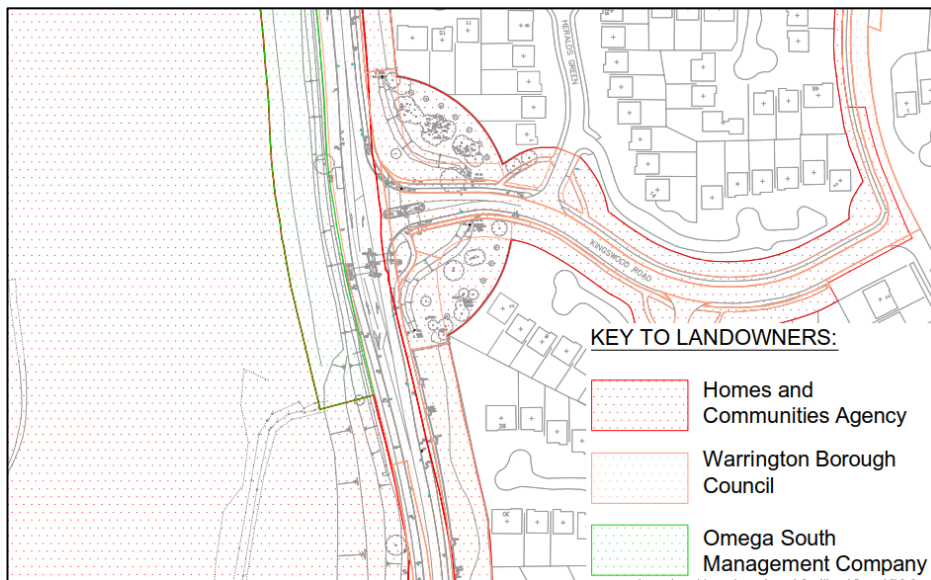 HERALDS GREEN
KINGSWOOD ROAD
KEY TO LANDOWNERS:
Homes and
Communities Agency
Warrington Borough
Council
Omega South
Management Company